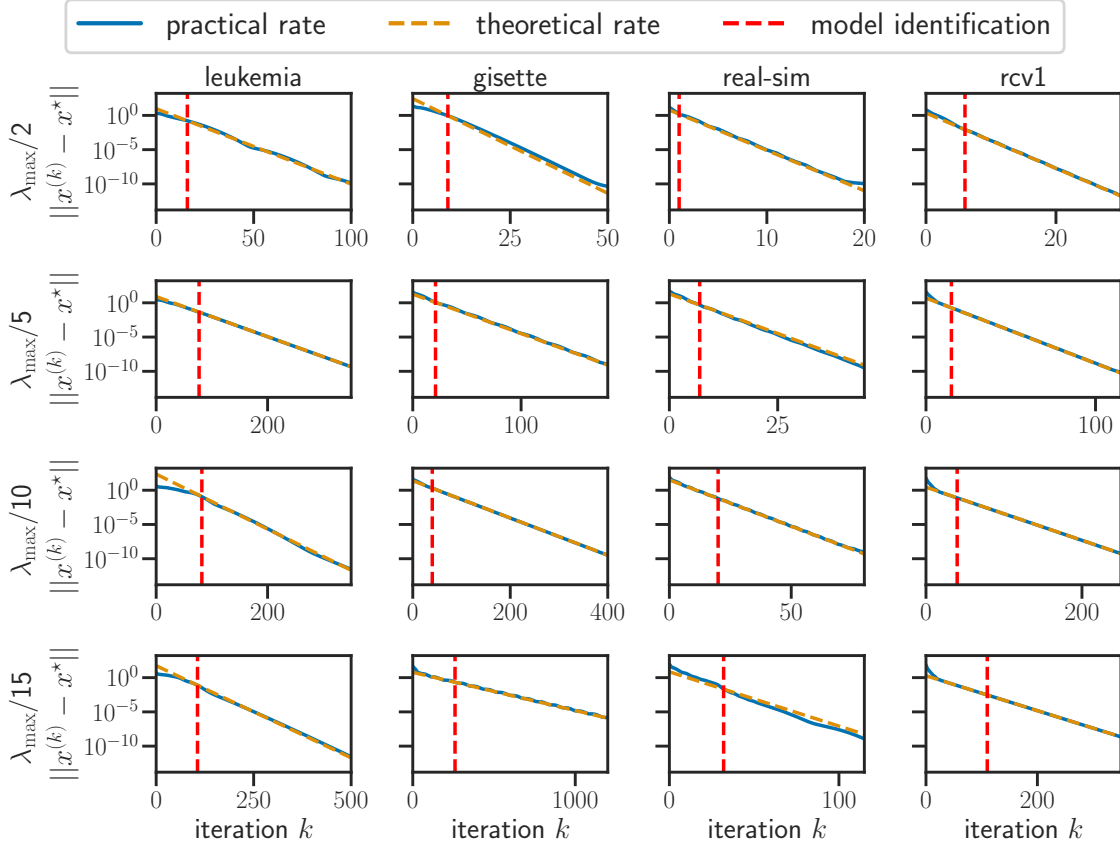 practical rate theoretical rate model identification
leukemia gisette real-sim rcv1
λmax/2
||x^(k) − x^⋆||
10^0
10^−5
10^−10
0 50 100
0 25 50
0 10 20
0 20
λmax/5
||x^(k) − x^⋆||
10^0
10^−5
10^−10
0 200
0 100
0 25
0 100
λmax/10
||x^(k) − x^⋆||
10^0
10^−5
10^−10
0 200
0 200 400
0 50
0 200
λmax/15
||x^(k) − x^⋆||
10^0
10^−5
10^−10
0 250 500
0 1000
0 100
0 200
iteration k iteration k iteration k iteration k